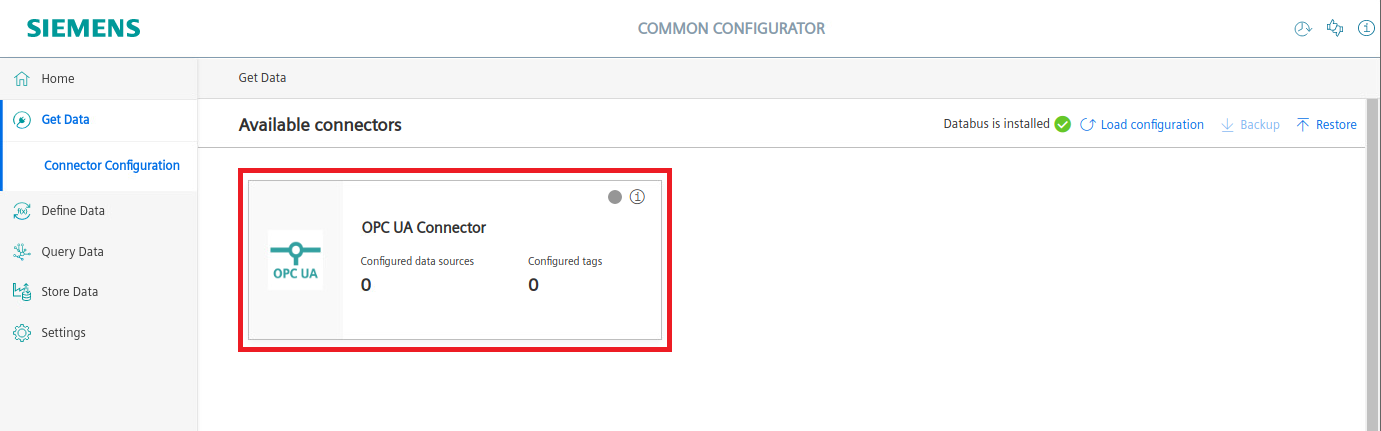 SIEMENS
COMMON CONFIGURATOR
Home
Get Data
Connector Configuration
Define Data
Query Data
Store Data
Settings
Get Data
Available connectors
Databus is installed Load configuration Backup Restore
OPC UA
OPC UA Connector
Configured data sources Configured tags
0 0